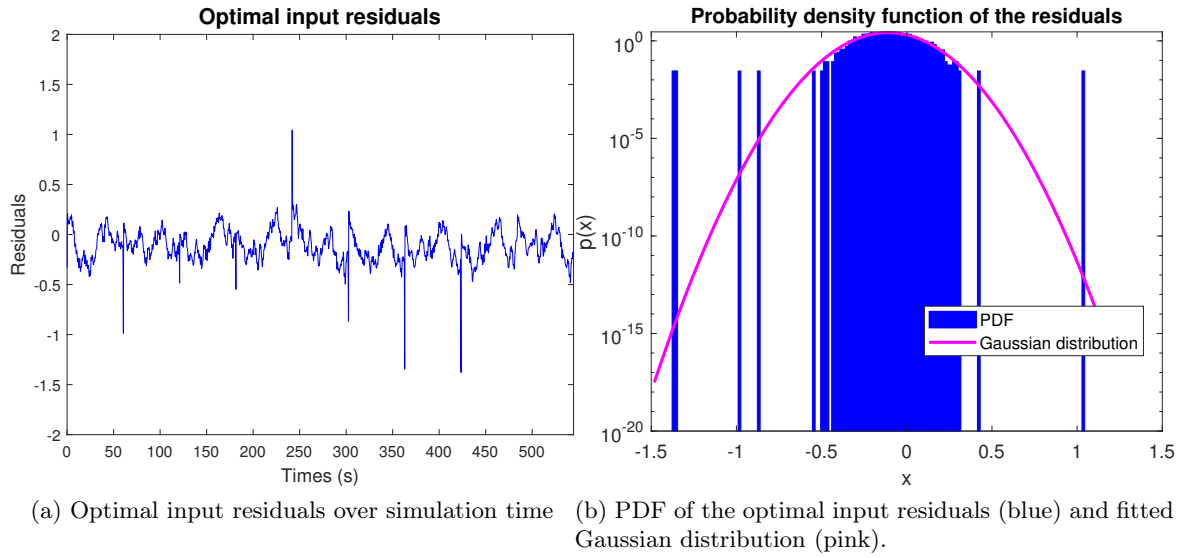 Optimal input residuals
2
1.5
1
0.5
0
-0.5
-1
-1.5
-2
Residuals
0 50 100 150 200 250 300 350 400 450 500
Times (s)
(a) Optimal input residuals over simulation time
Probability density function of the residuals
10^0
10^-5
10^-10
10^-15
10^-20
p(x)
PDF
Gaussian distribution
-1.5 -1 -0.5 0 0.5 1 1.5
x
(b) PDF of the optimal input residuals (blue) and fitted
Gaussian distribution (pink).